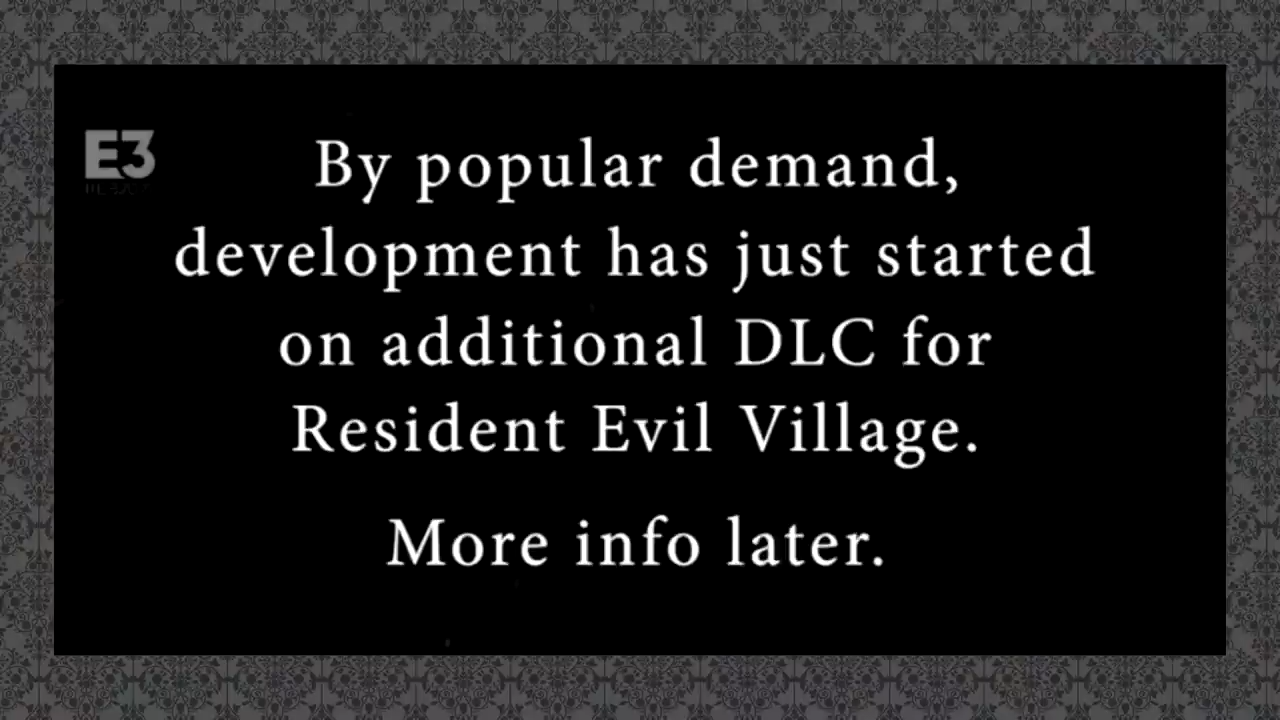 E3
By popular demand,
development has just started
on additional DLC for
Resident Evil Village.
More info later.